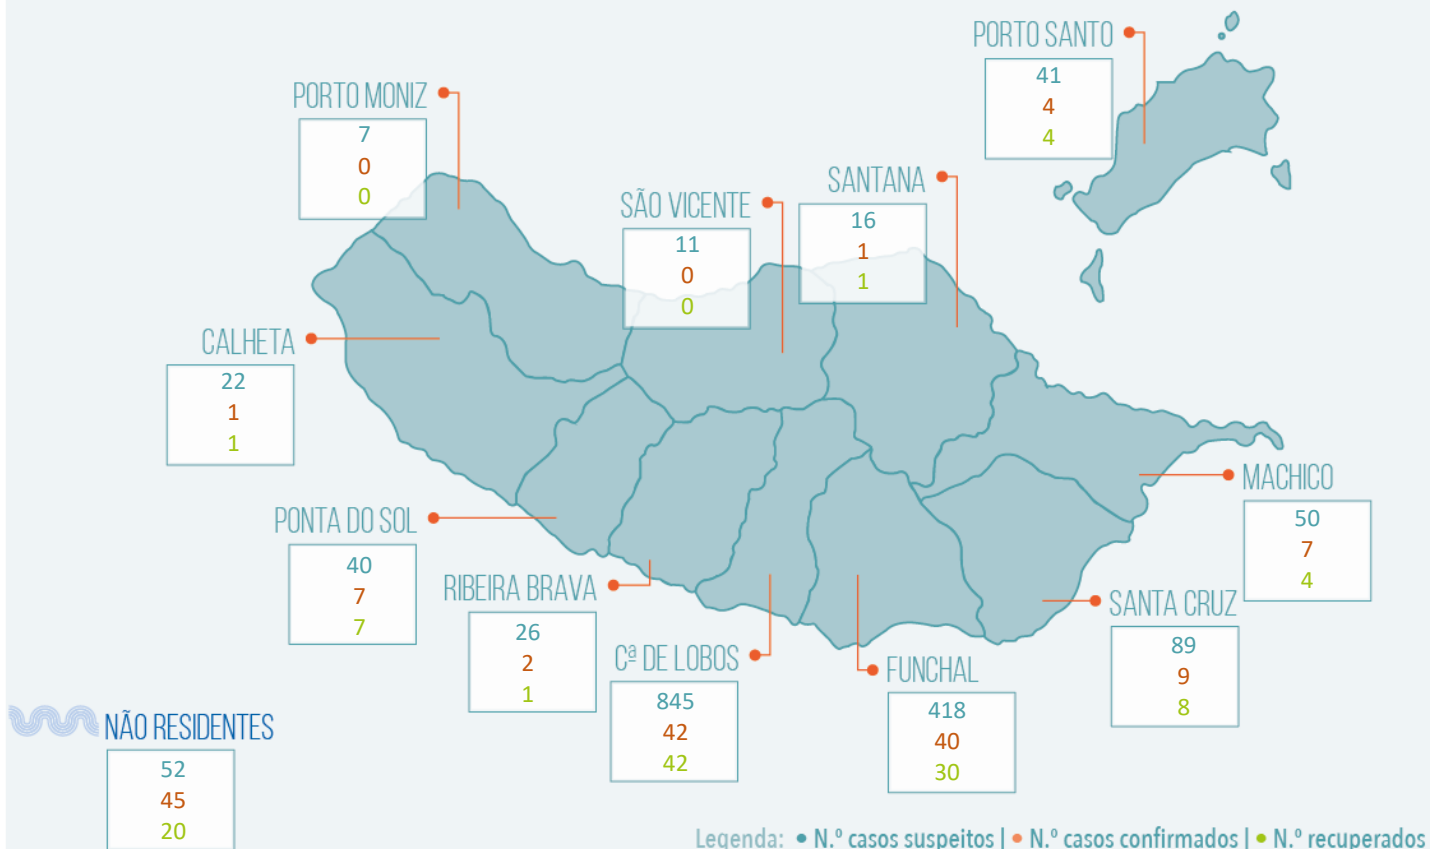 PORTO SANTO
41
4
4
PORTO MONIZ
7
0
0
SANTANA
16
1
1
SÃO VICENTE
11
0
0
CALHETA
22
1
1
MACHICO
50
7
4
PONTA DO SOL
40
7
7
RIBEIRA BRAVA
26
2
1
SANTA CRUZ
89
9
8
Cª DE LOBOS
845
42
42
FUNCHAL
418
40
30
NÃO RESIDENTES
52
45
20
Legenda: • N.º casos suspeitos | • N.º casos confirmados | • N.º recuperados